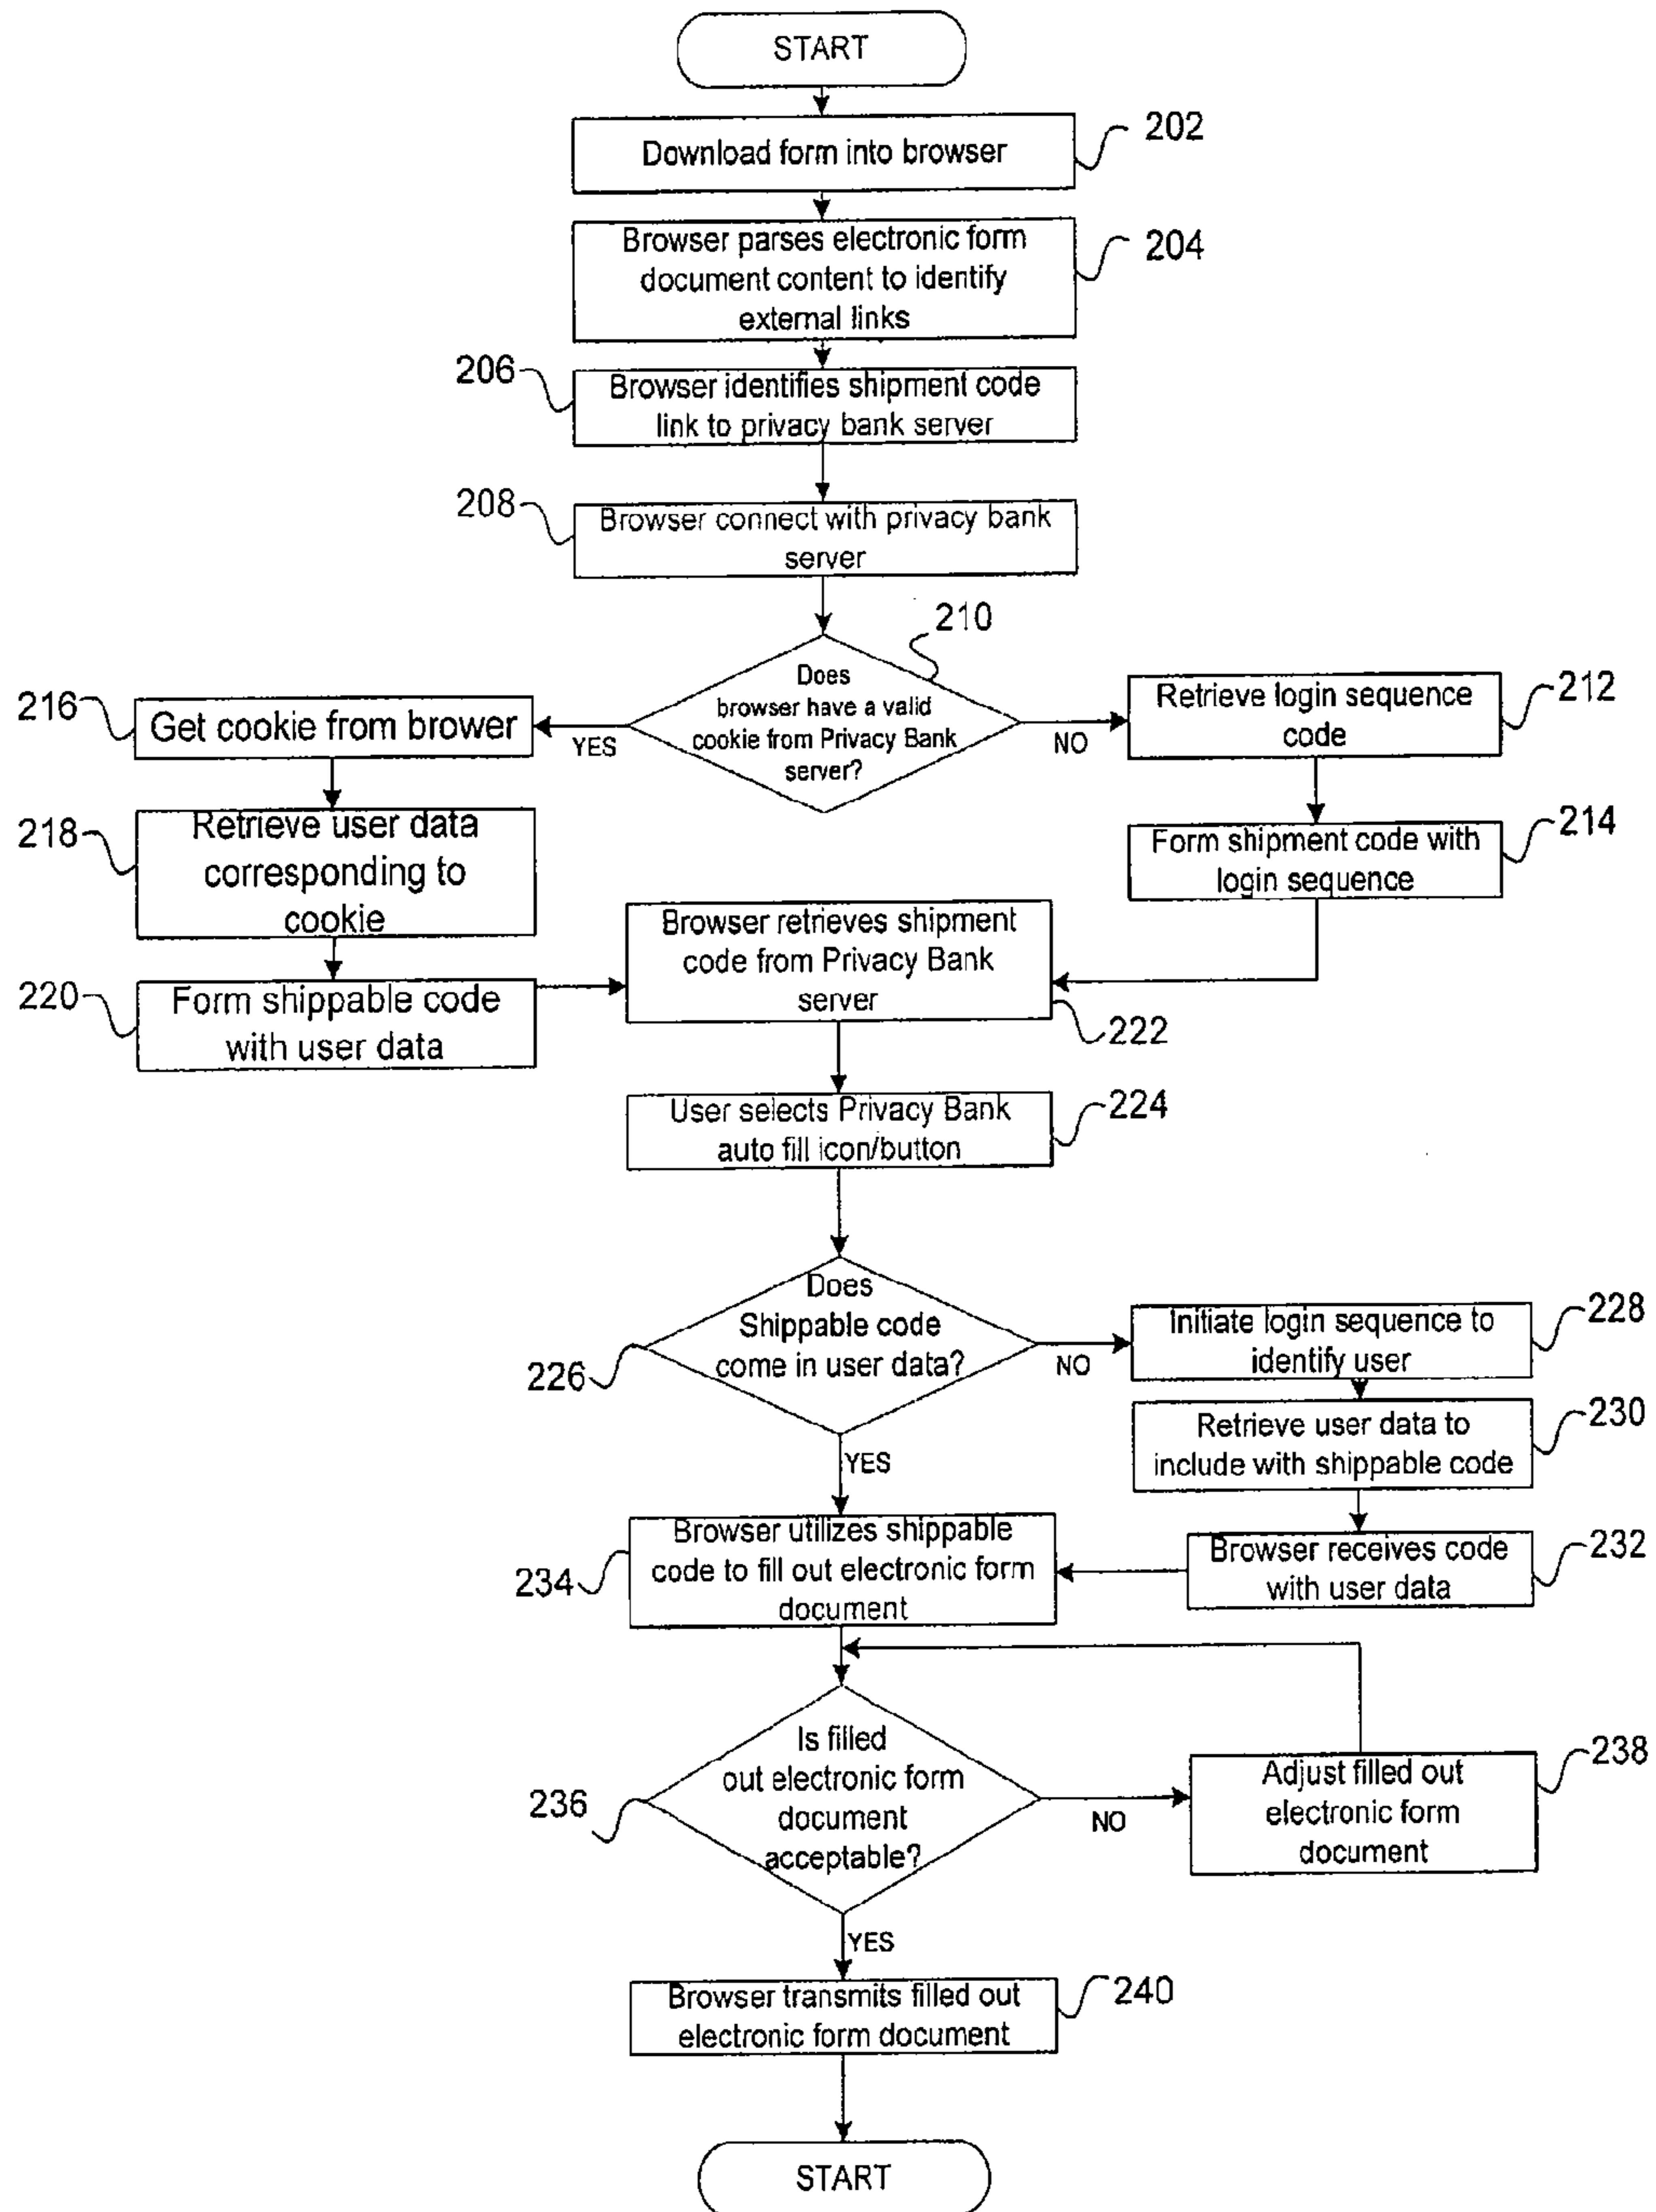 START
Download form into browser
202
Browser parses electronic form
document content to identify
external links
204
206
Browser identifies shipment code
link to privacy bank server
208
Browser connect with privacy bank
server
210
Does
browser have a valid
cookie from Privacy Bank
server?
YES
NO
216
Get cookie from brower
Retrieve login sequence
code
212
218
Retrieve user data
corresponding to
cookie
Form shipment code with
login sequence
214
220
Form shippable code
with user data
Browser retrieves shipment
code from Privacy Bank
server
222
User selects Privacy Bank
auto fill icon/button
224
Does
Shippable code
come in user data?
226
NO
YES
Initiate login sequence to
identify user
228
Retrieve user data to
include with shippable code
230
Browser receives code
with user data
232
234
Browser utilizes shippable
code to fill out electronic form
document
236
Is filled
out electronic form
document
acceptable?
NO
YES
Adjust filled out
electronic form
document
238
Browser transmits filled out
electronic form document
240
START